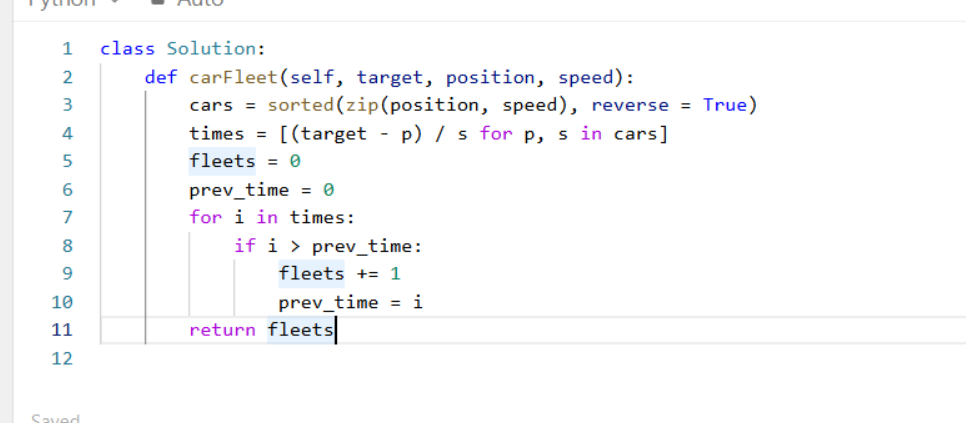 Python Auto
1 class Solution:
2 def carFleet(self, target, position, speed):
3 cars = sorted(zip(position, speed), reverse = True)
4 times = [(target - p) / s for p, s in cars]
5 fleets = 0
6 prev_time = 0
7 for i in times:
8 if i > prev_time:
9 fleets += 1
10 prev_time = i
11 return fleets
12
Saved